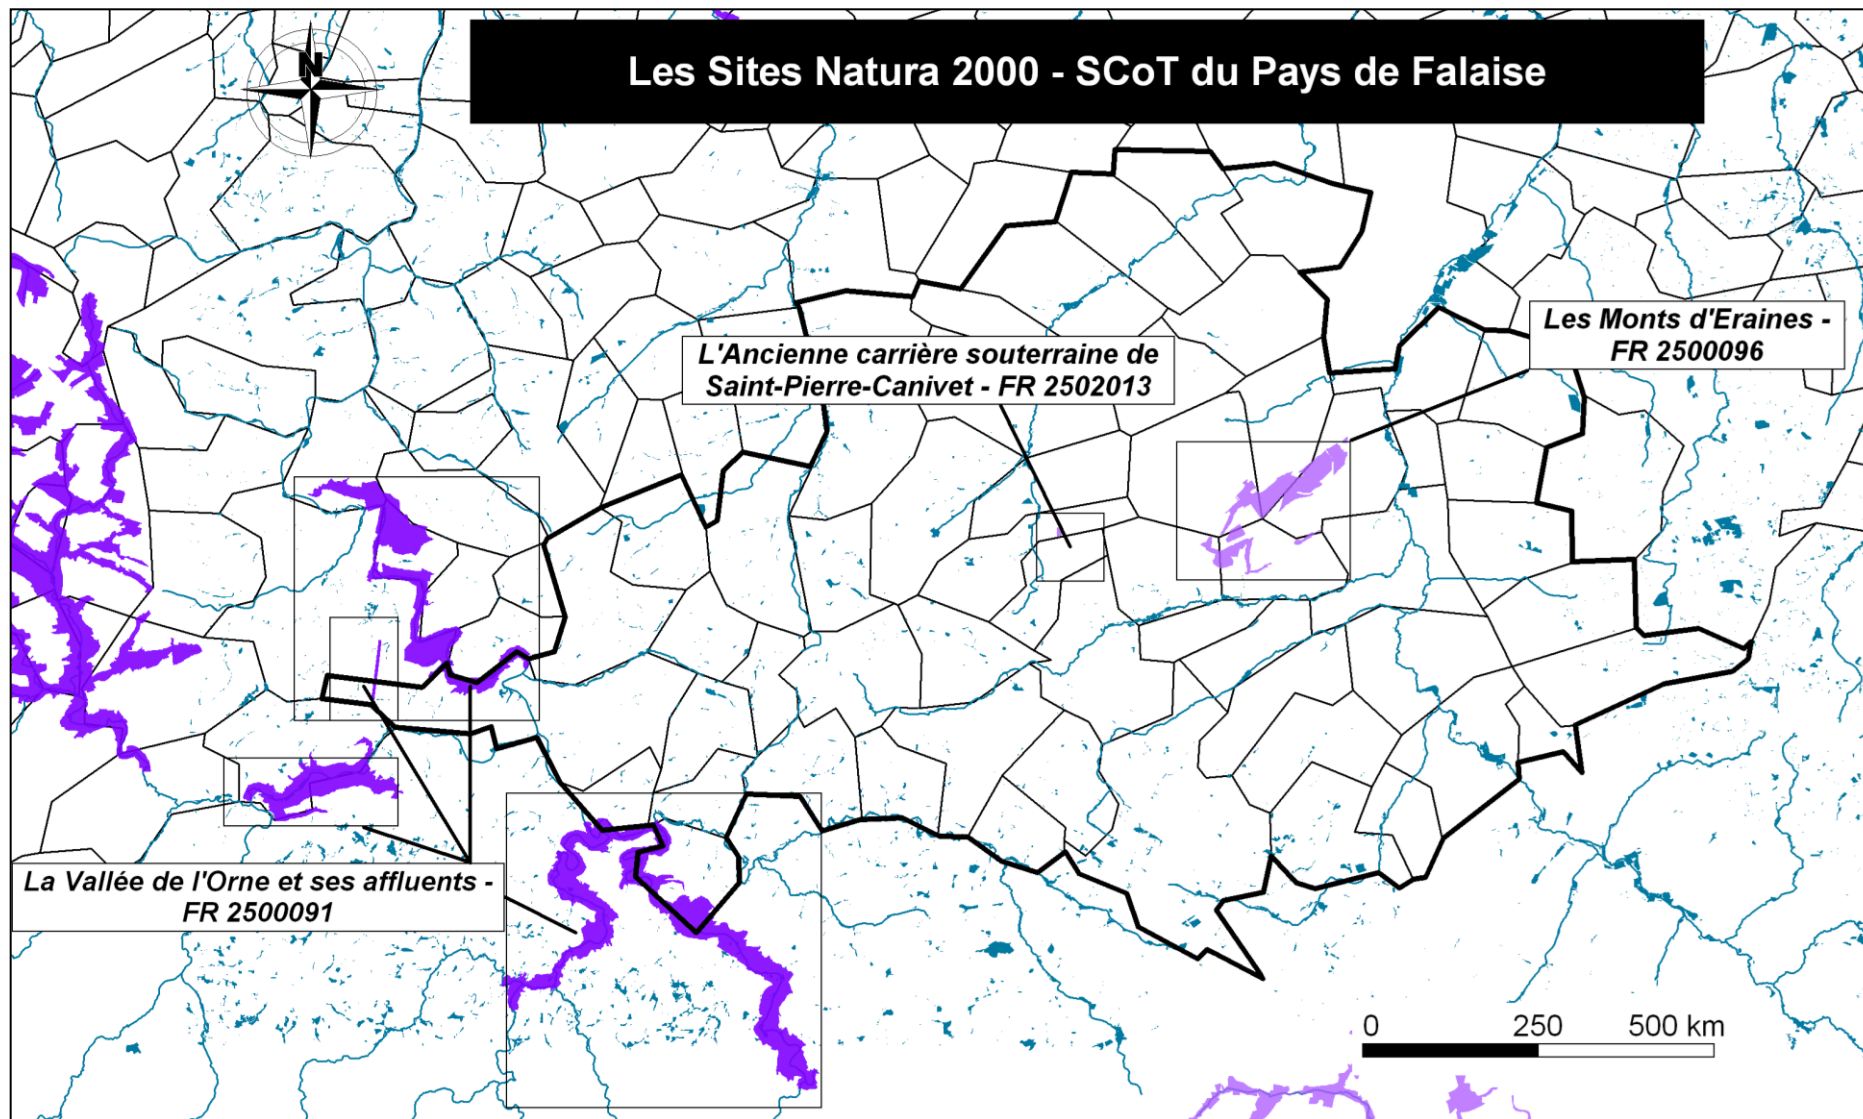 N
Les Sites Natura 2000 - SCoT du Pays de Falaise
Les Monts d'Eraines -
FR 2500096
L'Ancienne carrière souterraine de
Saint-Pierre-Canivet - FR 2502013
La Vallée de l'Orne et ses affluents -
FR 2500091
0 250 500 km